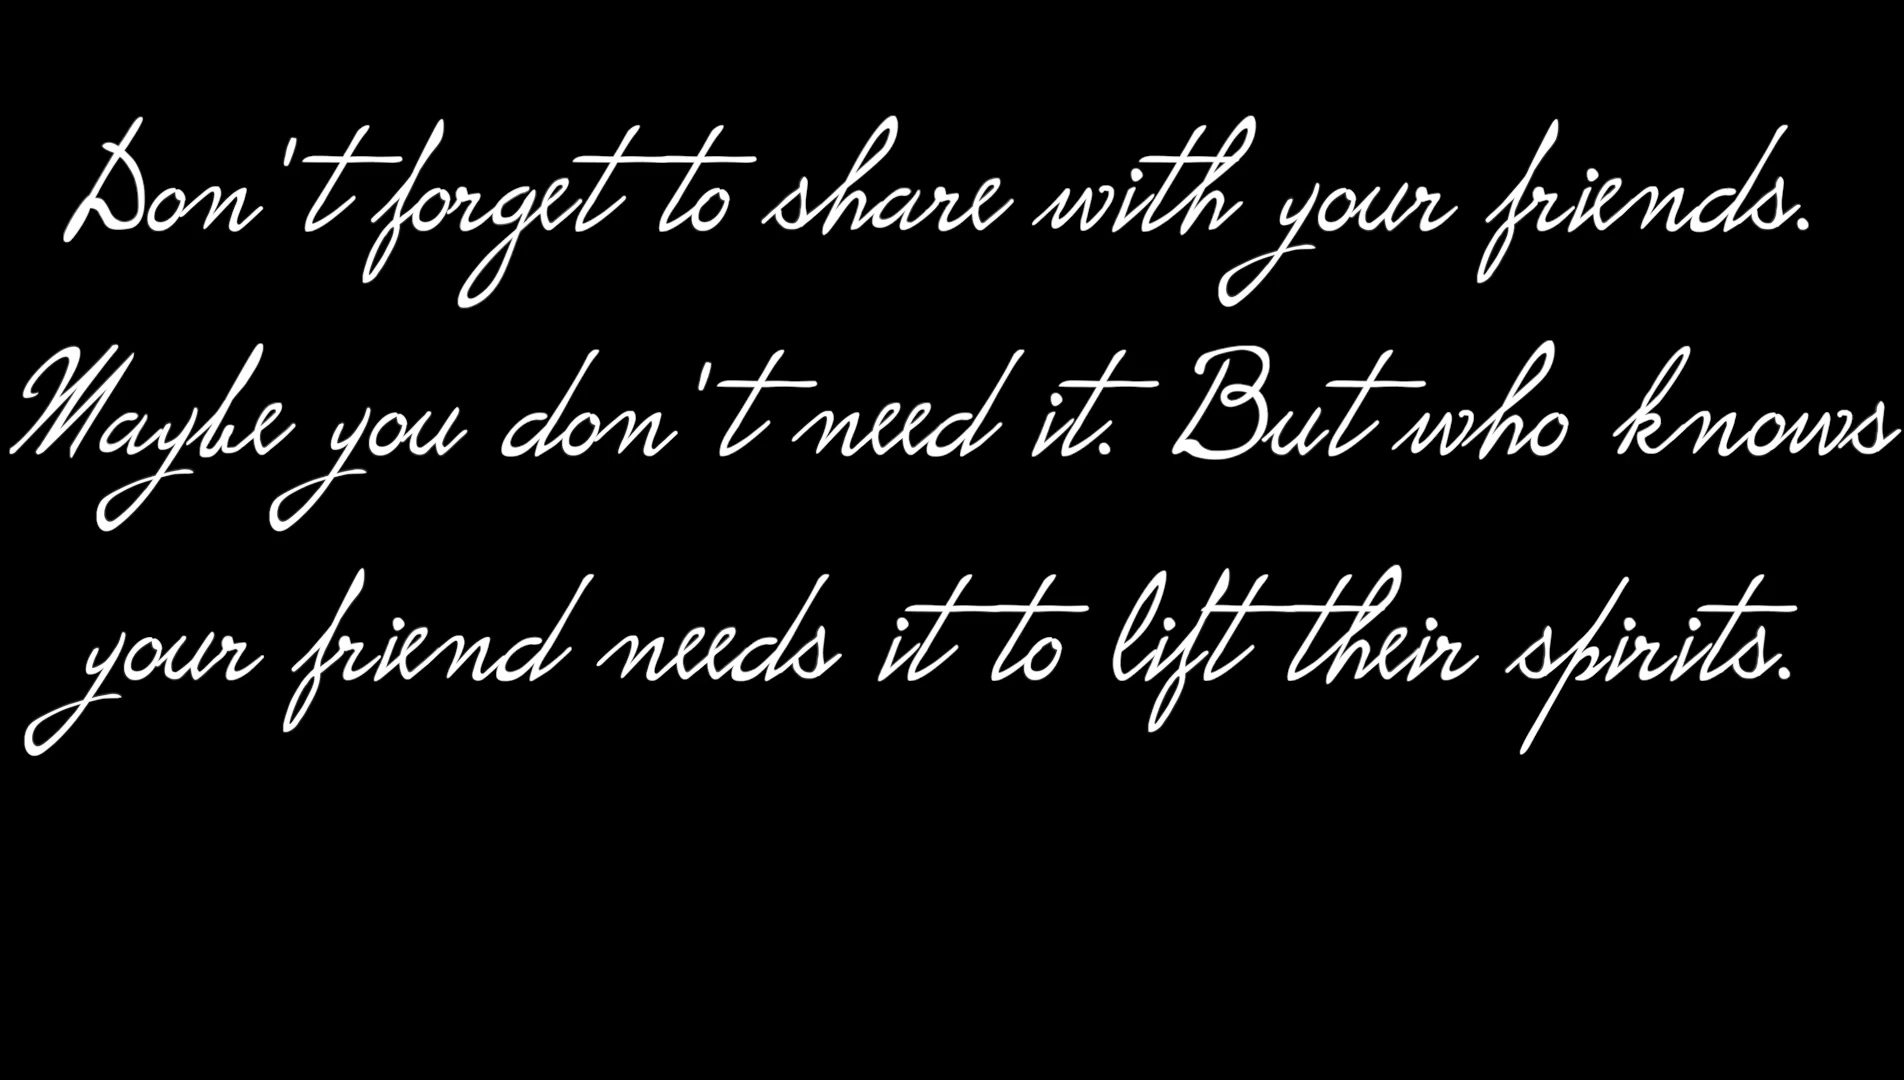 Don't forget to share with your friends.
Maybe you don't need it. But who knows
your friend needs it to lift their spirits.